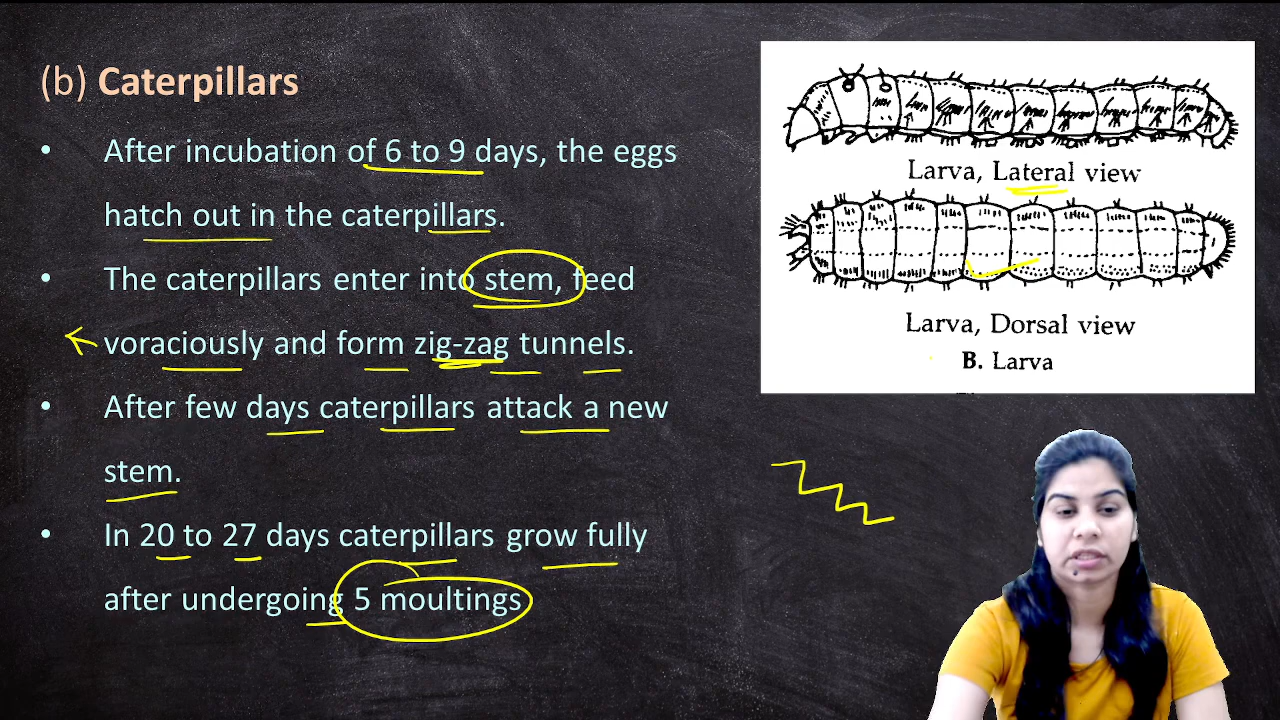 (b) Caterpillars
• After incubation of 6 to 9 days, the eggs
hatch out in the caterpillars.
• The caterpillars enter into stem, feed
voraciously and form zig-zag tunnels.
• After few days caterpillars attack a new
stem.
• In 20 to 27 days caterpillars grow fully
after undergoing 5 moultings
Larva, Lateral view
Larva, Dorsal view
B. Larva